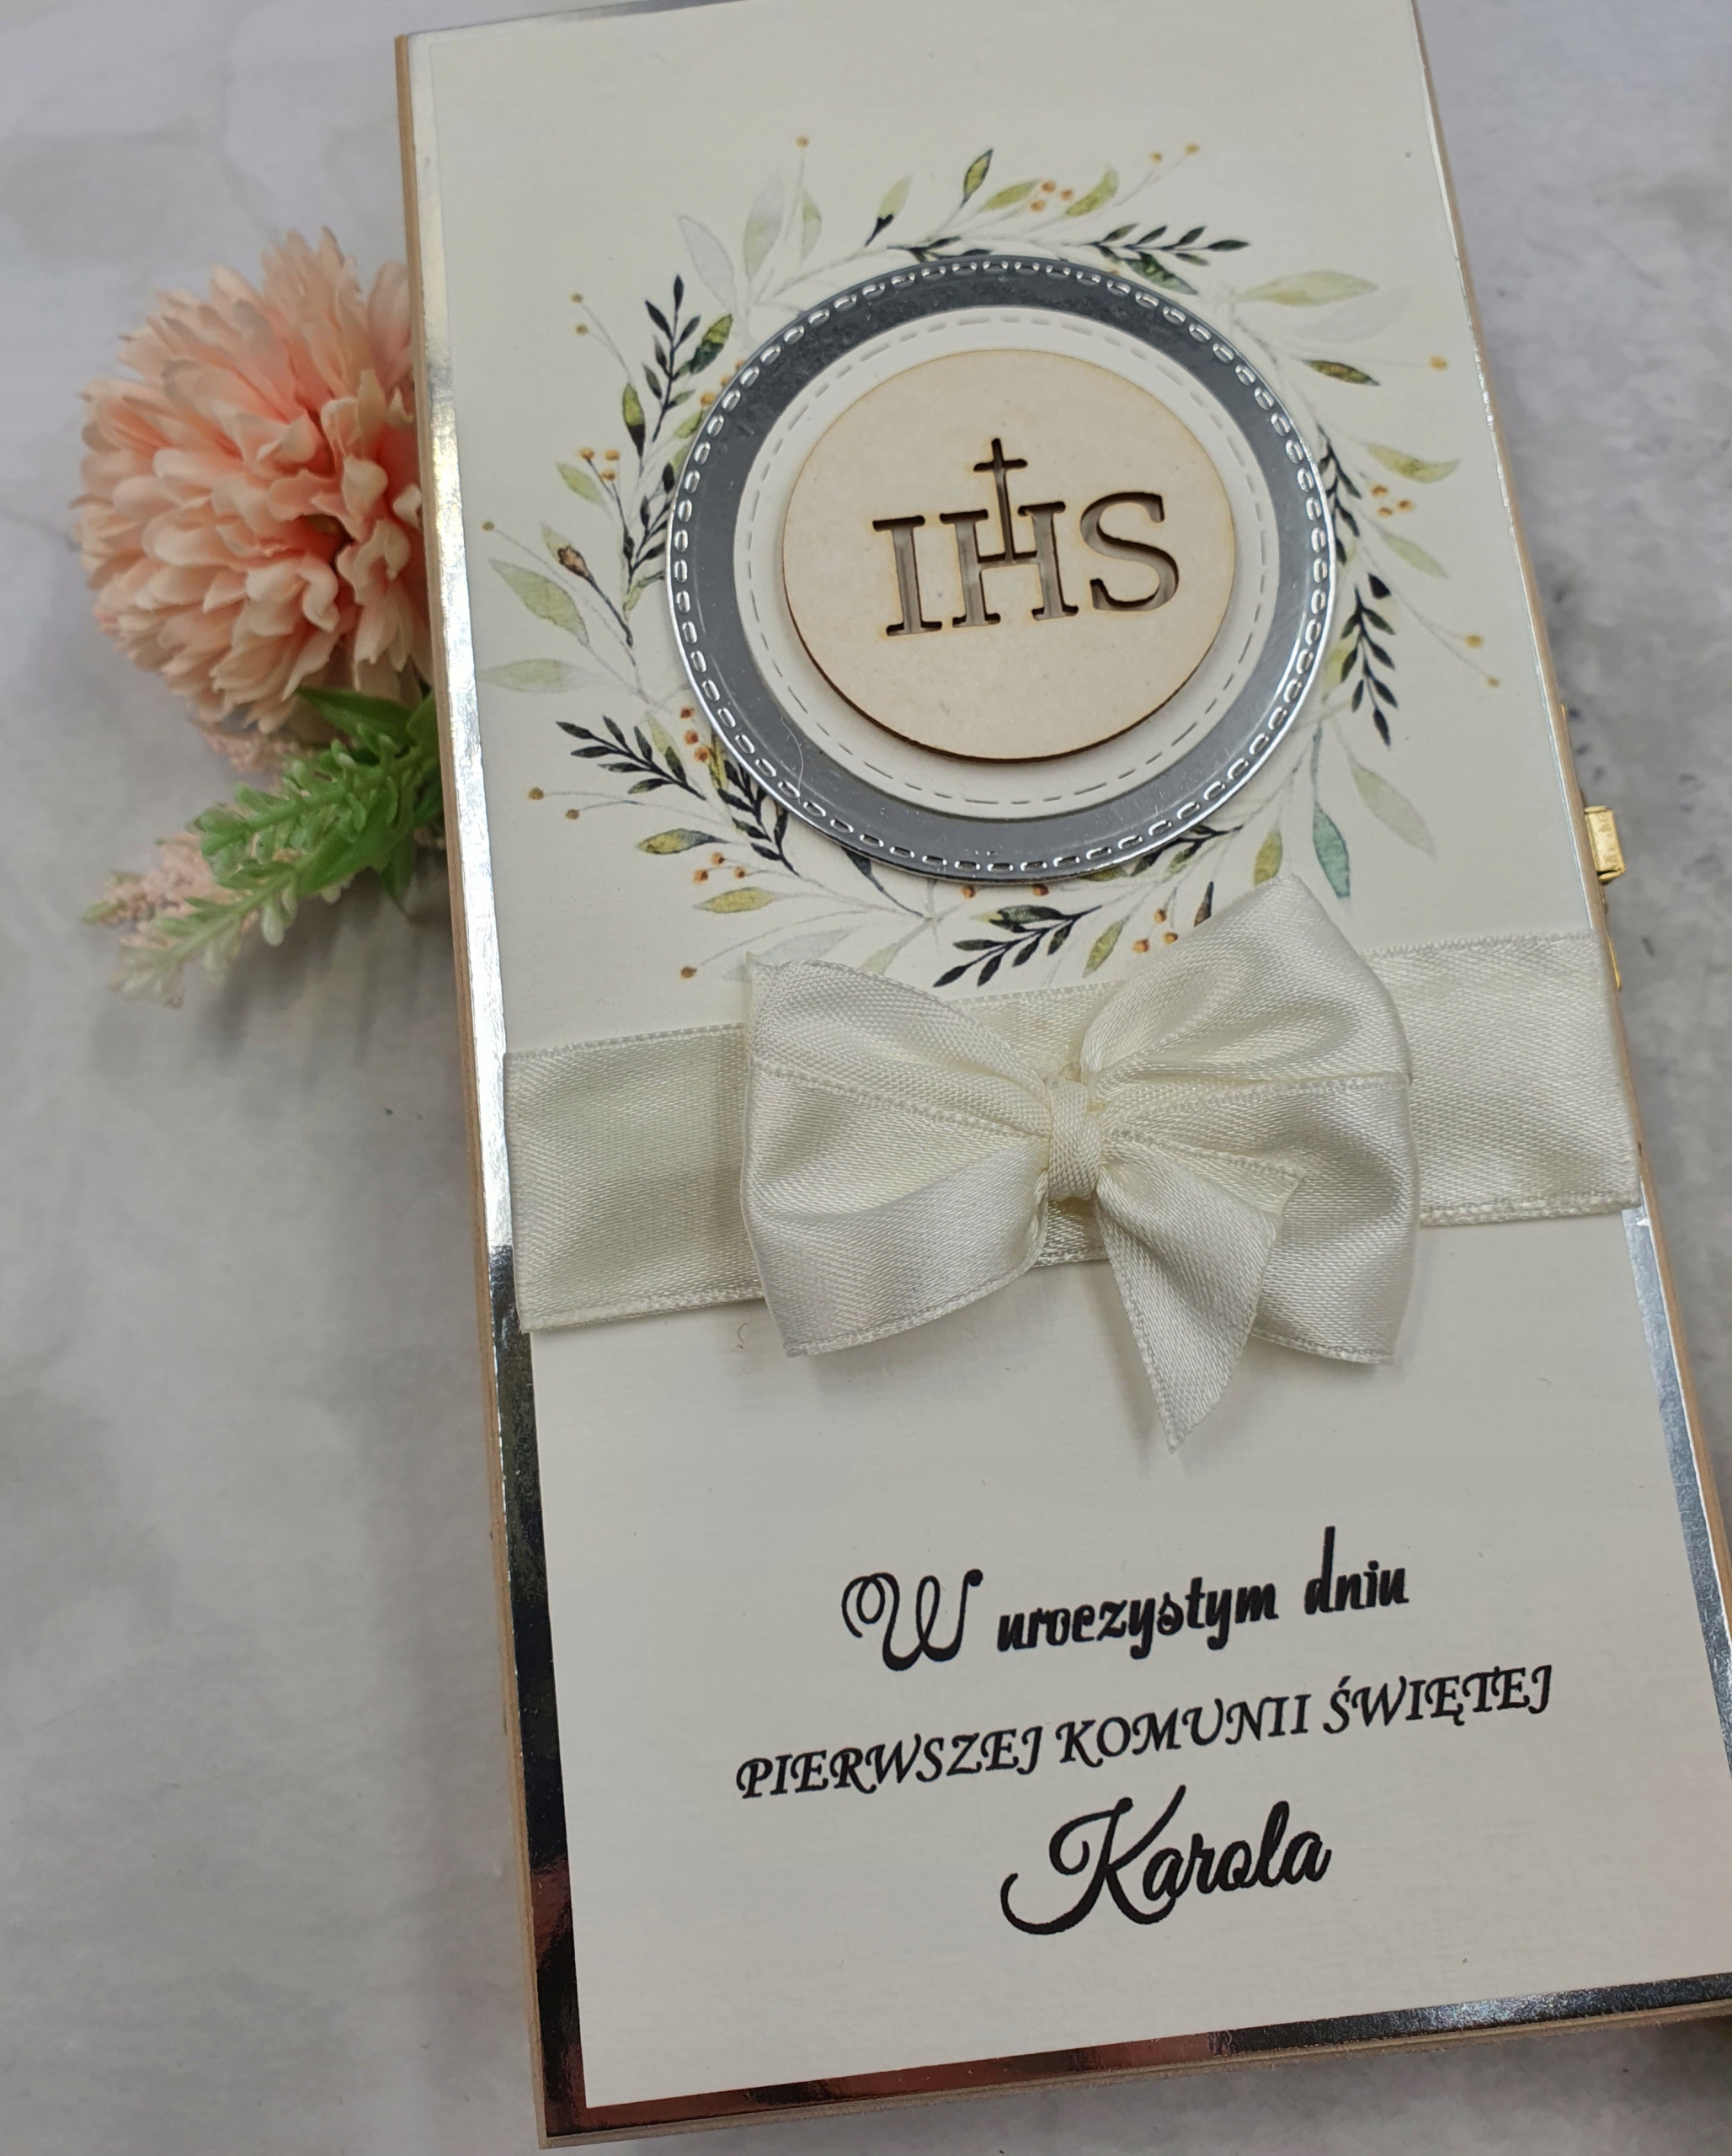 IHS
W uroczystym dniu
PIERWSZEJ KOMUNII ŚWIĘTEJ
Karola